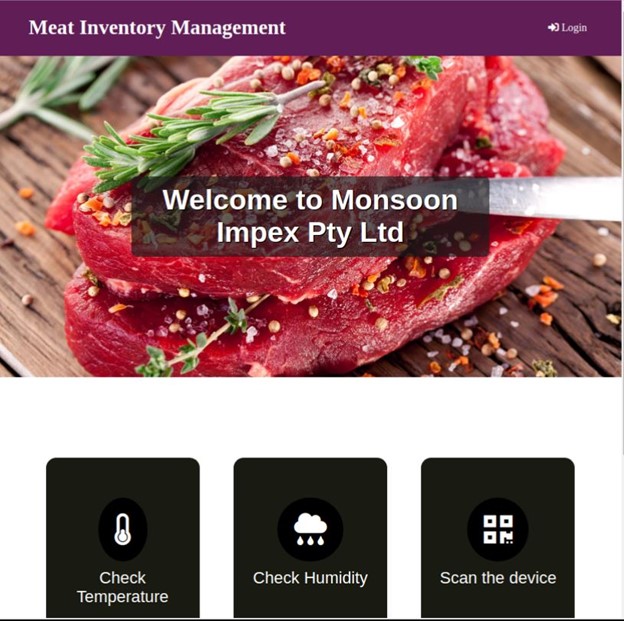 Meat Inventory Management
Login
Welcome to Monsoon
Impex Pty Ltd
Check
Temperature
Check Humidity
Scan the device